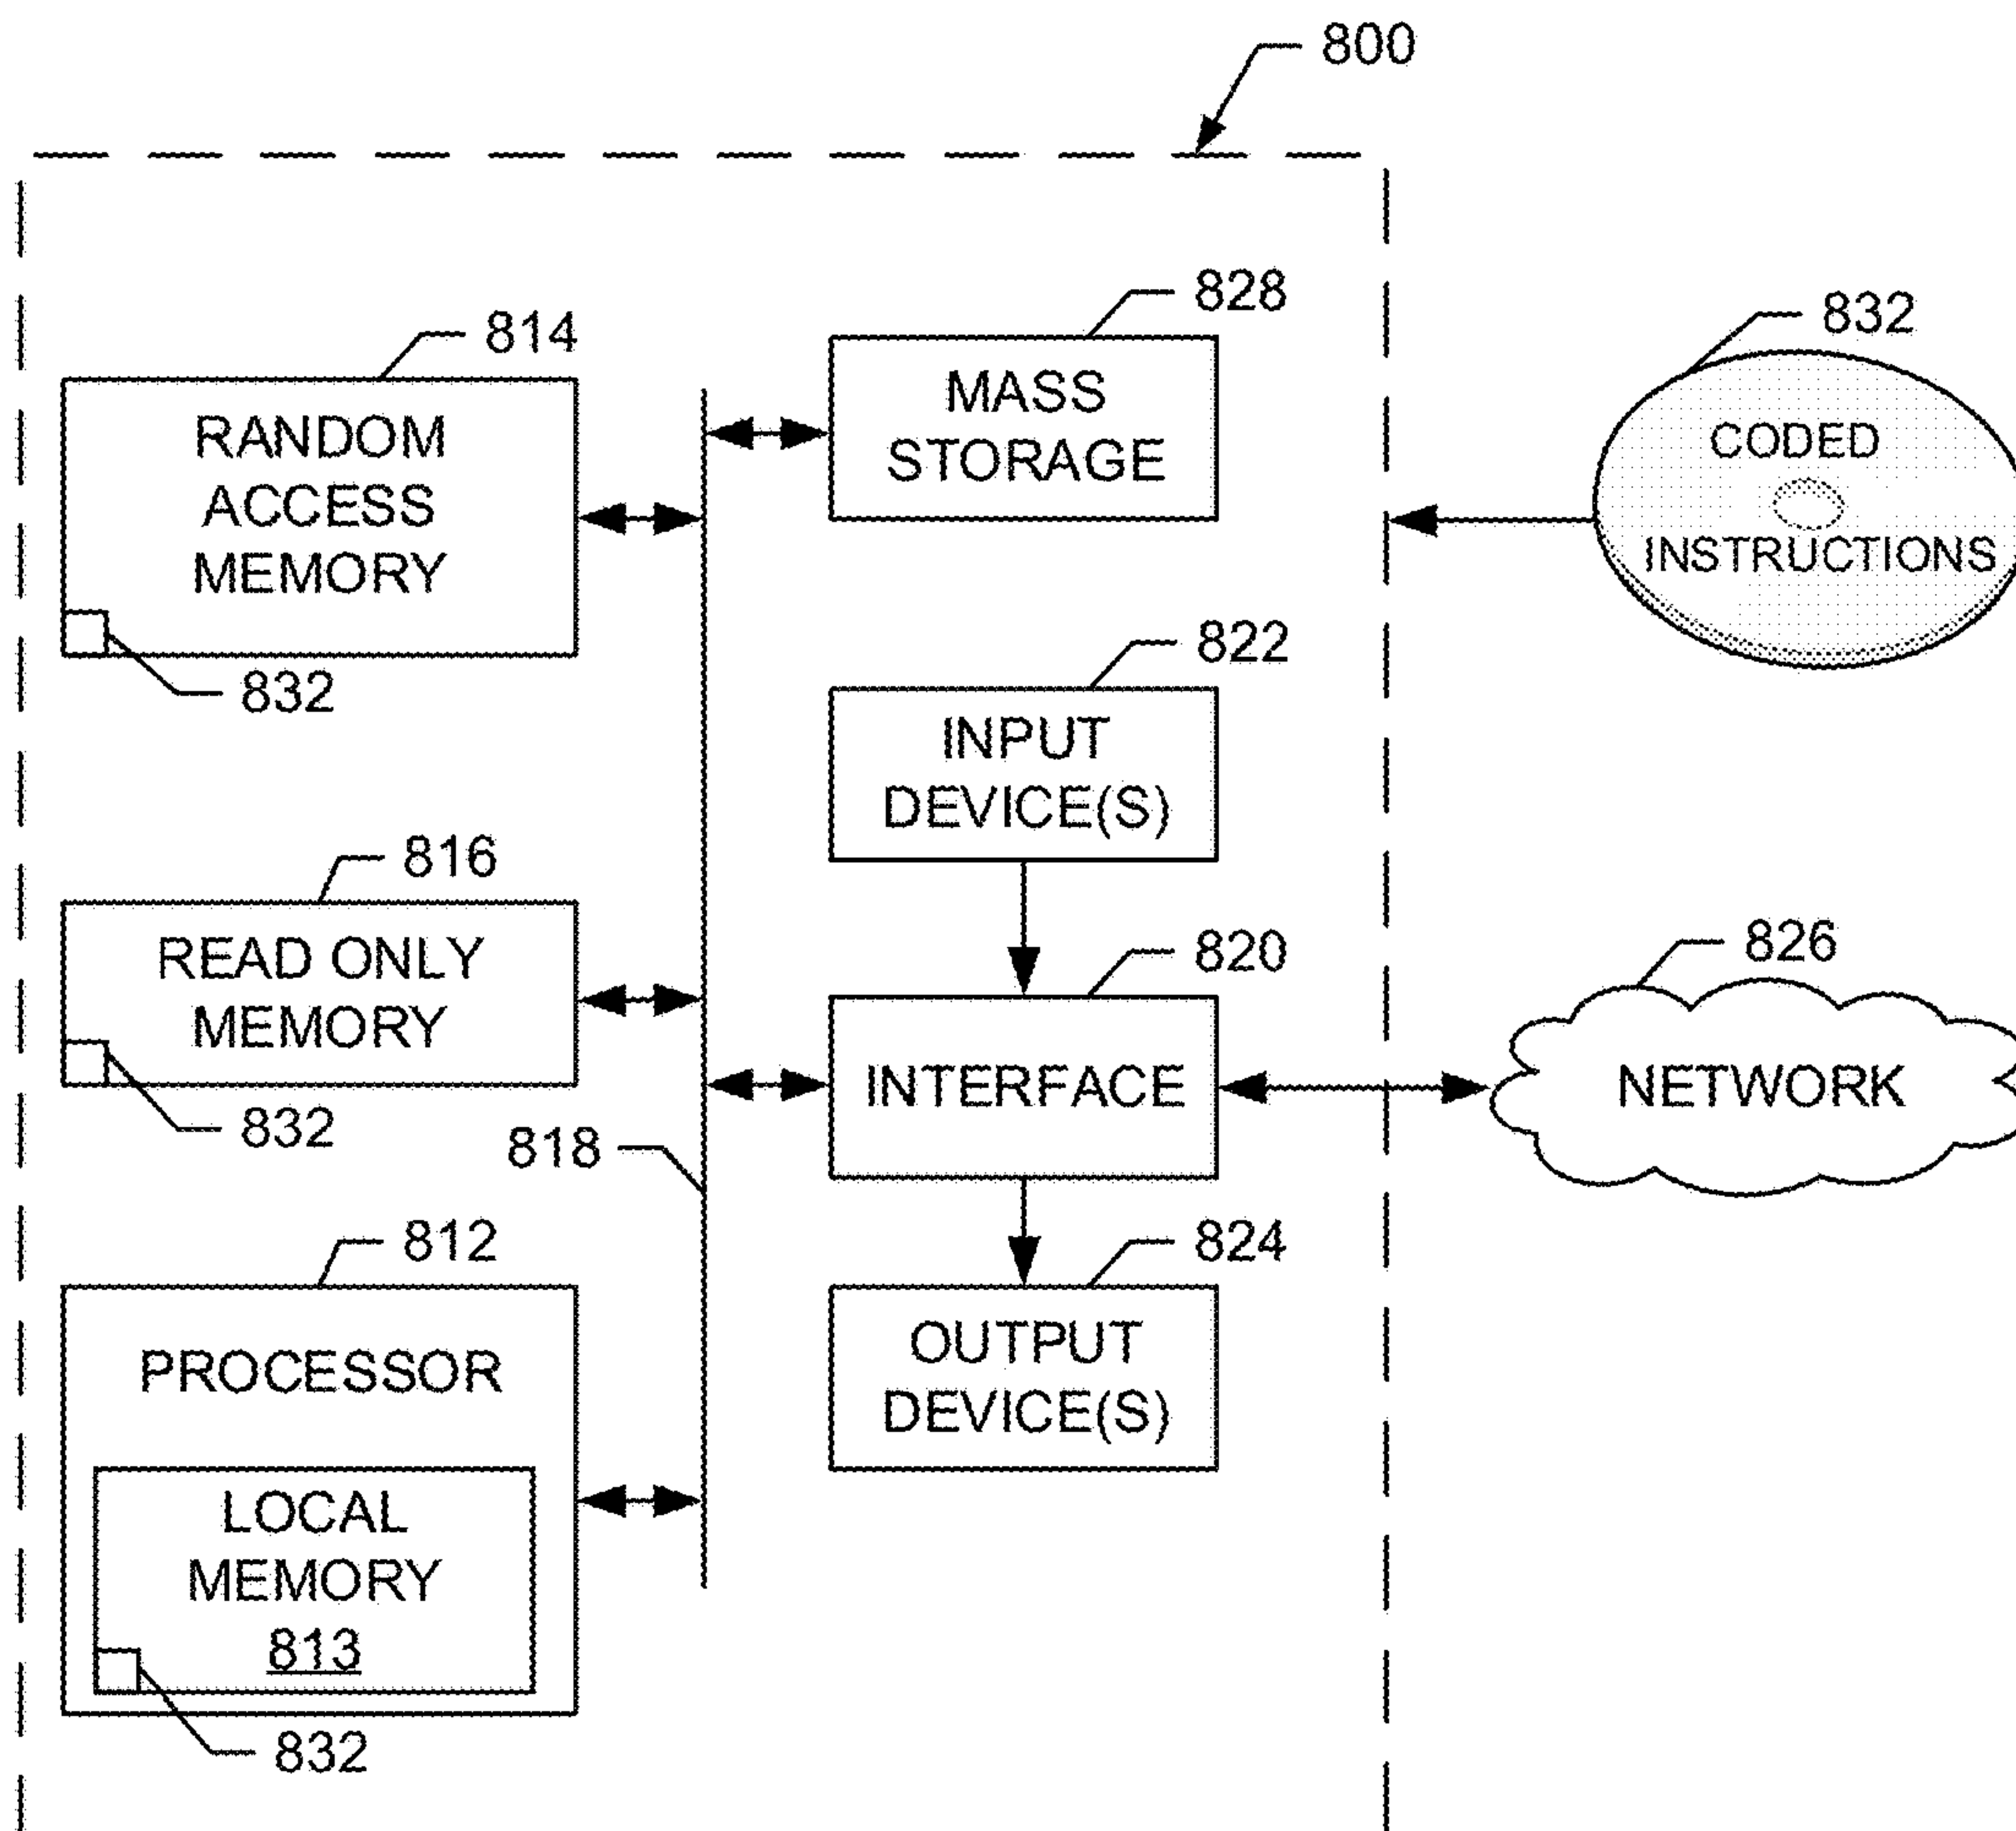 800
814
RANDOM
ACCESS
MEMORY
832
828
MASS
STORAGE
832
CODED
INSTRUCTIONS
822
INPUT
DEVICE(S)
816
READ ONLY
MEMORY
832
818
820
INTERFACE
826
NETWORK
812
PROCESSOR
LOCAL
MEMORY
813
832
824
OUTPUT
DEVICE(S)